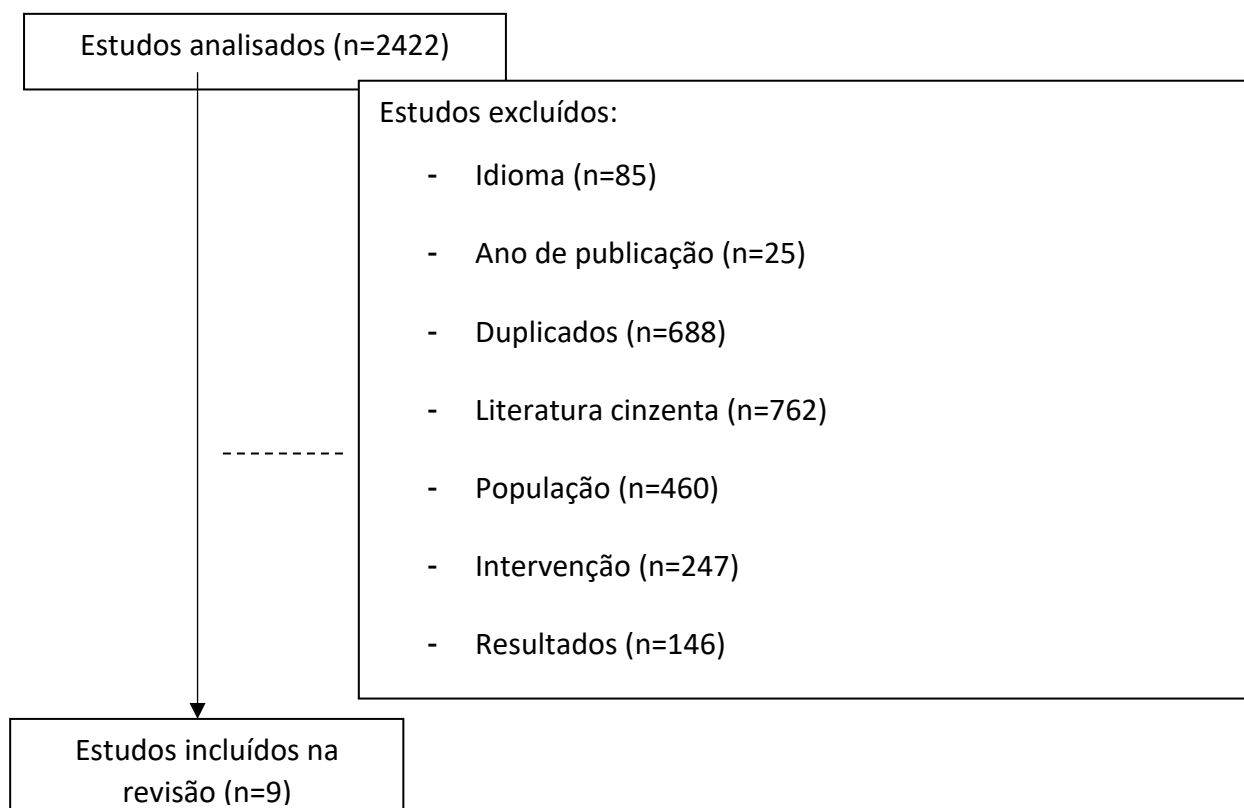 Estudos analisados (n=2422)
Estudos excluídos:
- Idioma (n=85)
- Ano de publicação (n=25)
- Duplicados (n=688)
- Literatura cinzenta (n=762)
- População (n=460)
- Intervenção (n=247)
- Resultados (n=146)
Estudos incluídos na
revisão (n=9)